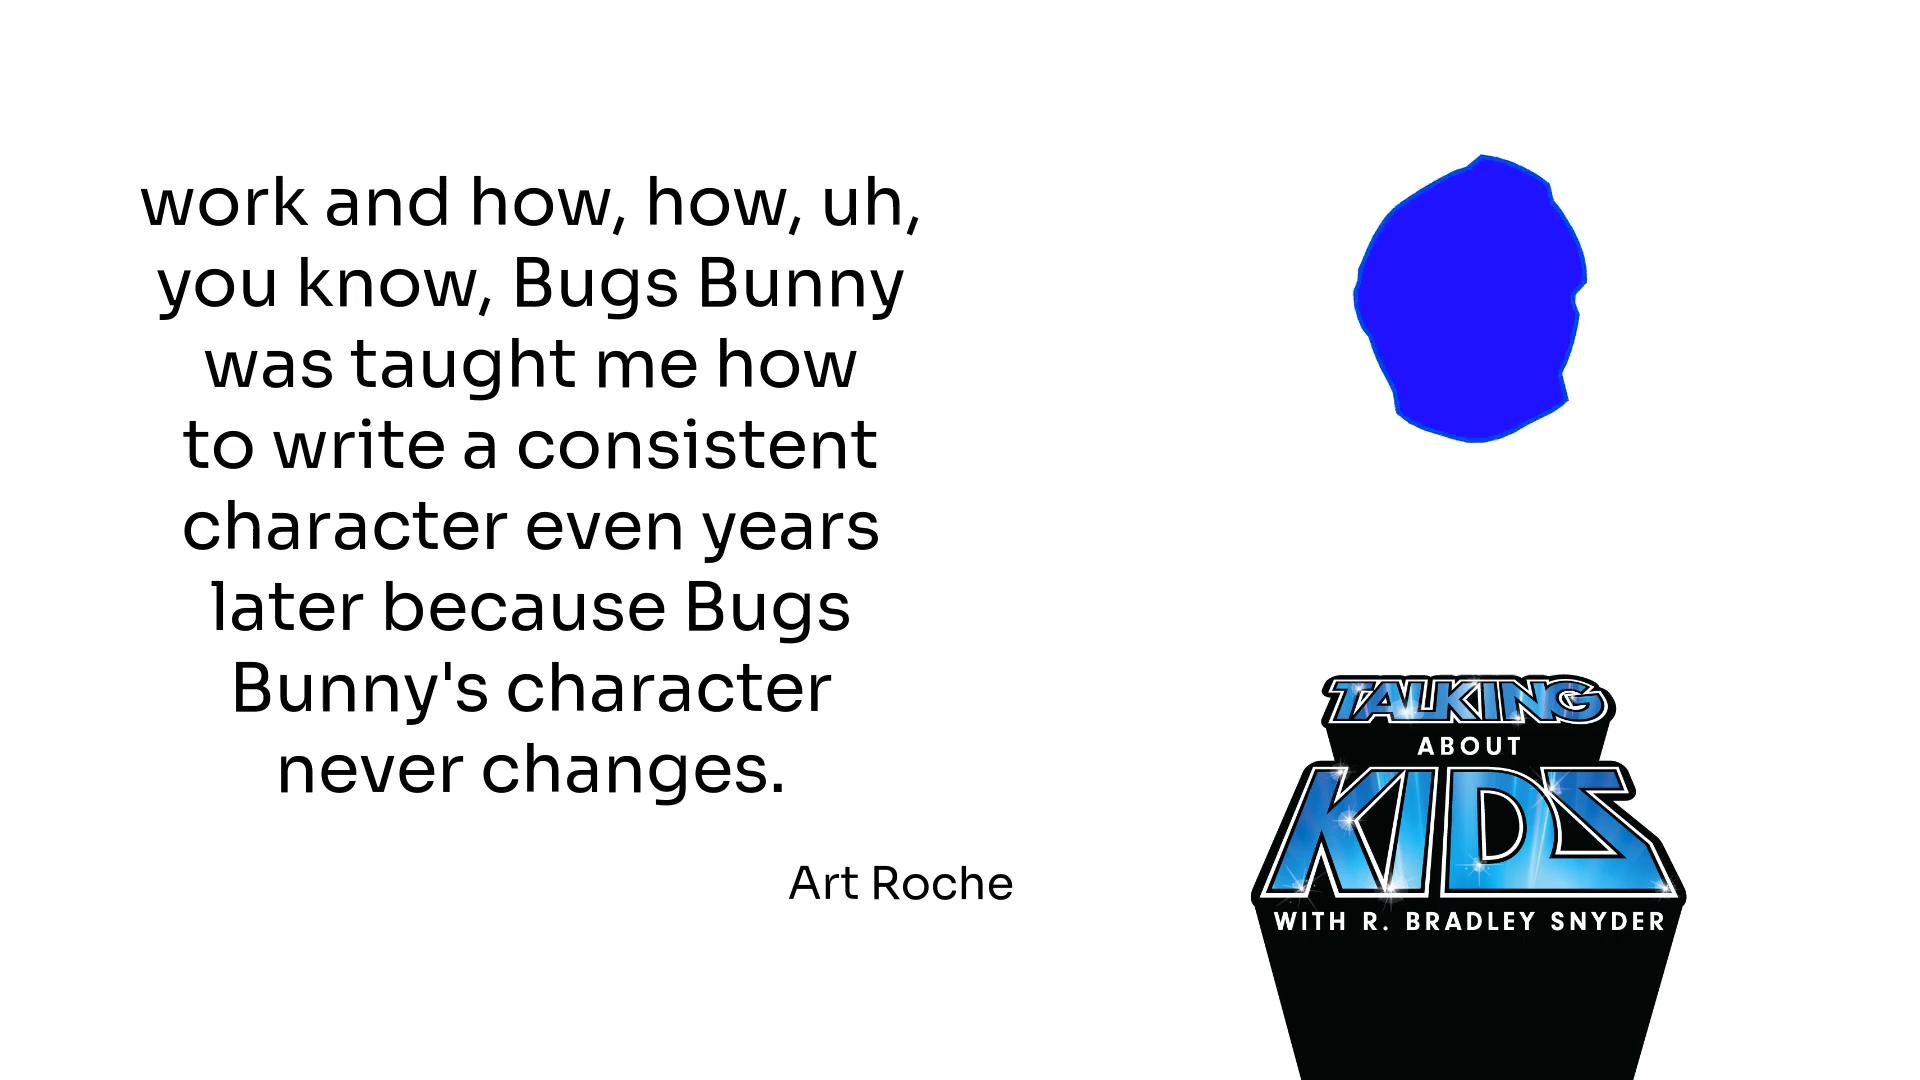 work and how, how, uh,
you know, Bugs Bunny
was taught me how
to write a consistent
character even years
later because Bugs
Bunny's character
never changes.
Art Roche
TALKING
ABOUT
KIDS
WITH R. BRADLEY SNYDER